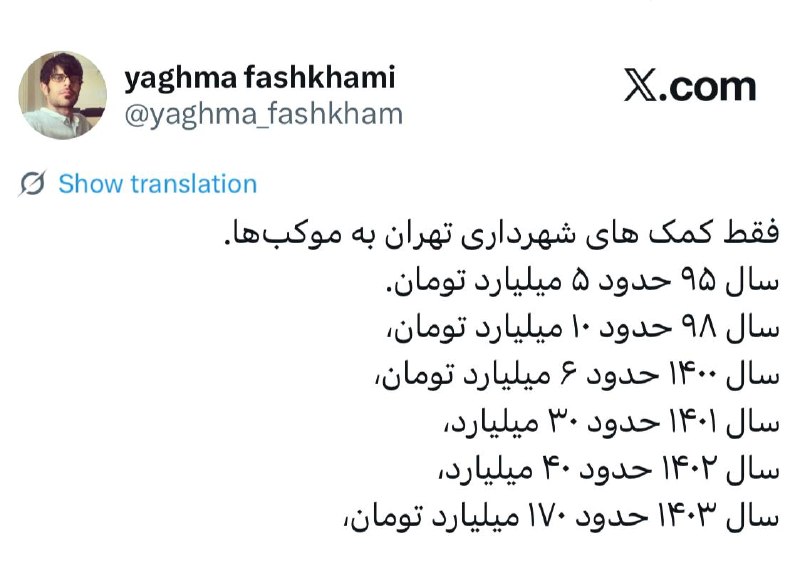 yaghma fashkhami
@yaghma_fashkham
X.com
Show translation
فقط کمک های شهرداری تهران به موکب‌ها.
سال ۹۵ حدود ۵ میلیارد تومان.
سال ۹۸ حدود ۱۰ میلیارد تومان،
سال ۱۴۰۰ حدود ۶ میلیارد تومان،
سال ۱۴۰۱ حدود ۳۰ میلیارد،
سال ۱۴۰۲ حدود ۴۰ میلیارد،
سال ۱۴۰۳ حدود ۱۷۰ میلیارد تومان،